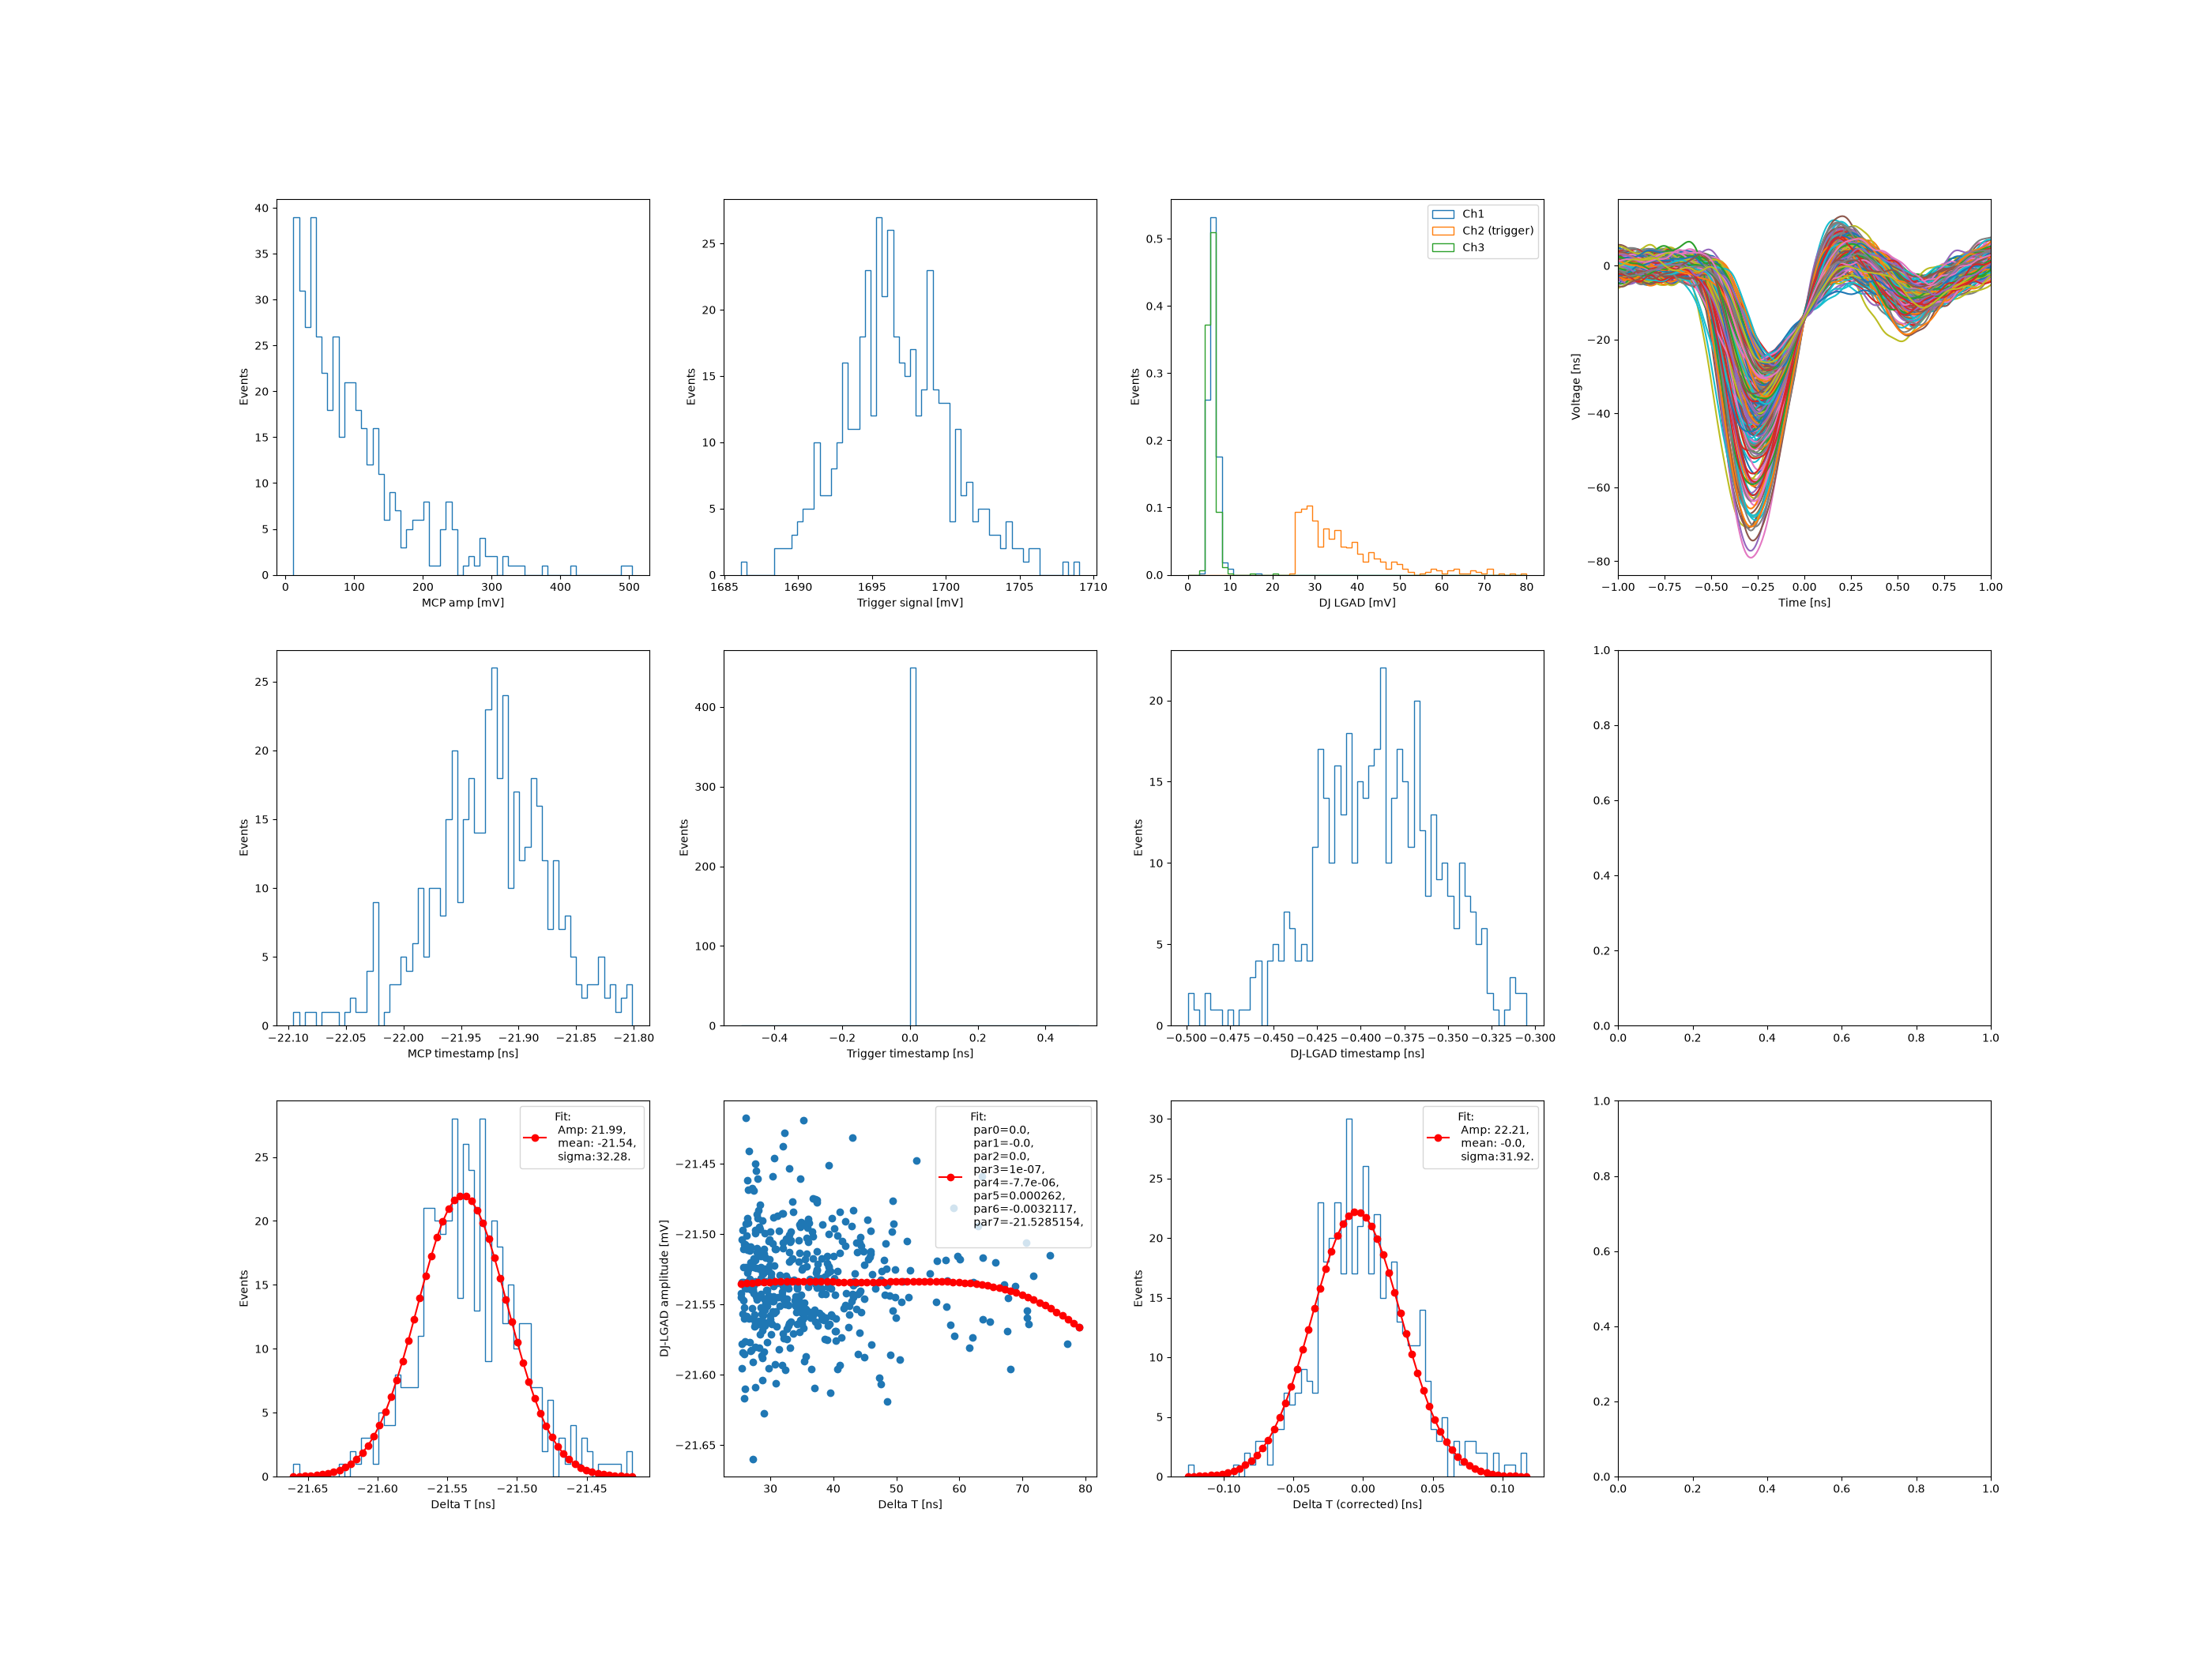 40
35
30
25
20
15
10
5
0
Events
0 100 200 300 400 500
MCP amp [mV]
25
20
15
10
5
0
Events
1685 1690 1695 1700 1705 1710
Trigger signal [mV]
0.5
0.4
0.3
0.2
0.1
0.0
Events
Ch1
Ch2 (trigger)
Ch3
0 10 20 30 40 50 60 70 80
DJ LGAD [mV]
0
−20
−40
−60
−80
Voltage [ns]
−1.00 −0.75 −0.50 −0.25 0.00 0.25 0.50 0.75 1.00
Time [ns]
25
20
15
10
5
0
Events
−22.10 −22.05 −22.00 −21.95 −21.90 −21.85 −21.80
MCP timestamp [ns]
400
300
200
100
0
Events
−0.4 −0.2 0.0 0.2 0.4
Trigger timestamp [ns]
20
15
10
5
0
Events
−0.500 −0.475 −0.450 −0.425 −0.400 −0.375 −0.350 −0.325 −0.300
DJ-LGAD timestamp [ns]
1.0
0.8
0.6
0.4
0.2
0.0
0.0 0.2 0.4 0.6 0.8 1.0
25
20
15
10
5
0
Events
Fit:
Amp: 21.99,
mean: -21.54,
sigma:32.28.
−21.65 −21.60 −21.55 −21.50 −21.45
Delta T [ns]
−21.45
−21.50
−21.55
−21.60
−21.65
DJ-LGAD amplitude [mV]
Fit:
par0=0.0,
par1=-0.0,
par2=0.0,
par3=1e-07,
par4=-7.7e-06,
par5=0.000262,
par6=-0.0032117,
par7=-21.5285154,
30 40 50 60 70 80
Delta T [ns]
30
25
20
15
10
5
0
Events
Fit:
Amp: 22.21,
mean: -0.0,
sigma:31.92.
−0.10 −0.05 0.00 0.05 0.10
Delta T (corrected) [ns]
1.0
0.8
0.6
0.4
0.2
0.0
0.0 0.2 0.4 0.6 0.8 1.0